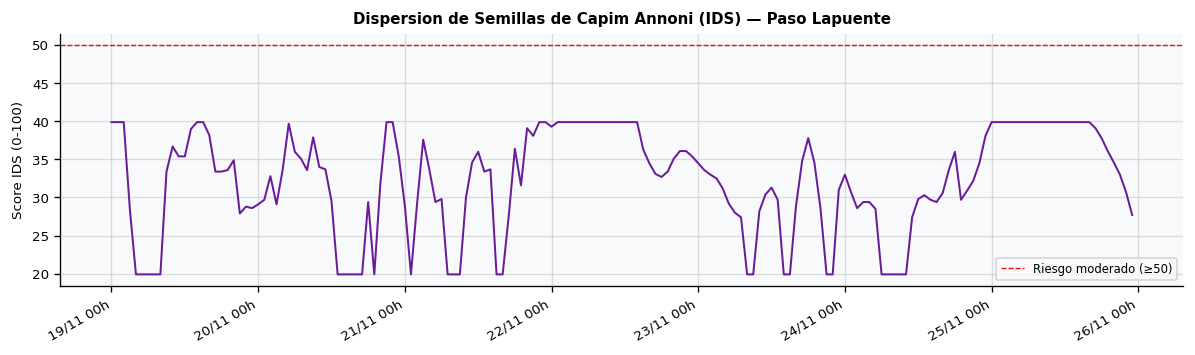 Dispersion de Semillas de Capim Annoni (IDS) — Paso Lapuente
Score IDS (0-100)
50
45
40
35
30
25
20
Riesgo moderado (≥50)
19/11 00h
20/11 00h
21/11 00h
22/11 00h
23/11 00h
24/11 00h
25/11 00h
26/11 00h